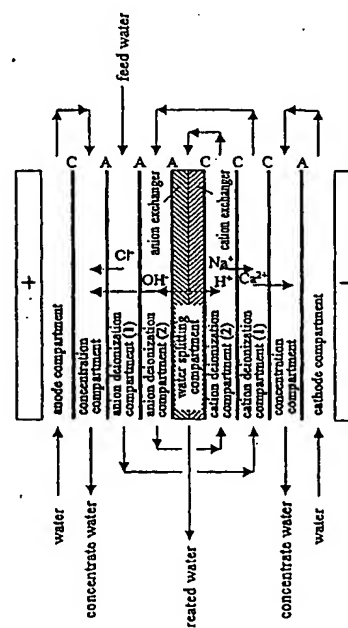 +
−
C A A A C C C A
feed water
anion exchanger
cation exchanger
Cl⁻
OH⁻
Na⁺
H⁺
Ca²⁺
anode compartment
concentration
compartment
anion deionization
compartment (1)
anion deionization
compartment (2)
water splitting
compartment
cation deionization
compartment (2)
cation deionization
compartment (1)
concentration
compartment
cathode compartment
water
concentrate water
reated water
concentrate water
water